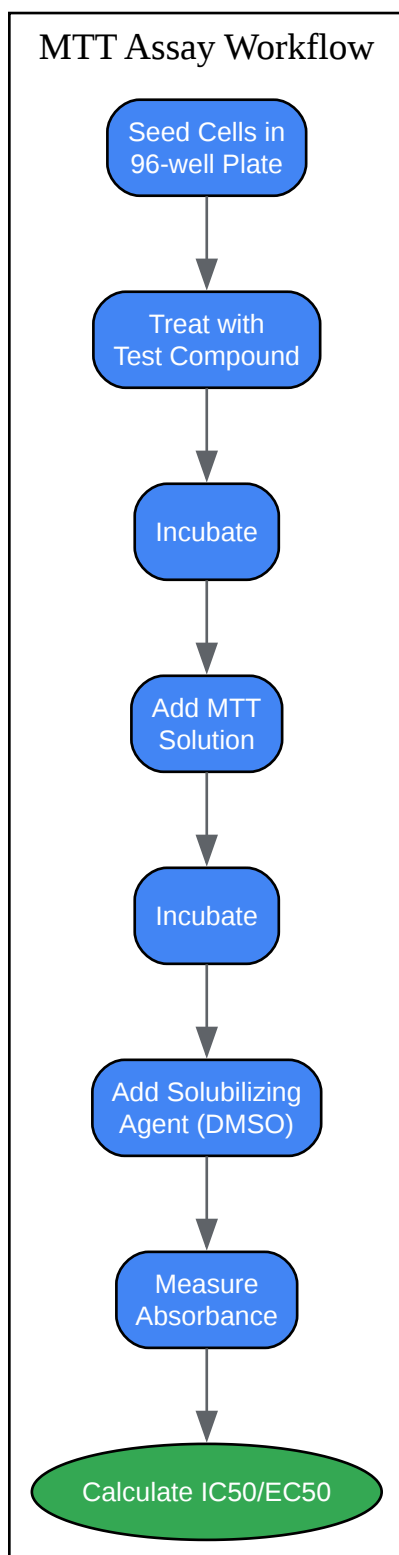 MTT Assay Workflow
Seed Cells in
96-well Plate
Treat with
Test Compound
Incubate
Add MTT
Solution
Incubate
Add Solubilizing
Agent (DMSO)
Measure
Absorbance
Calculate IC50/EC50